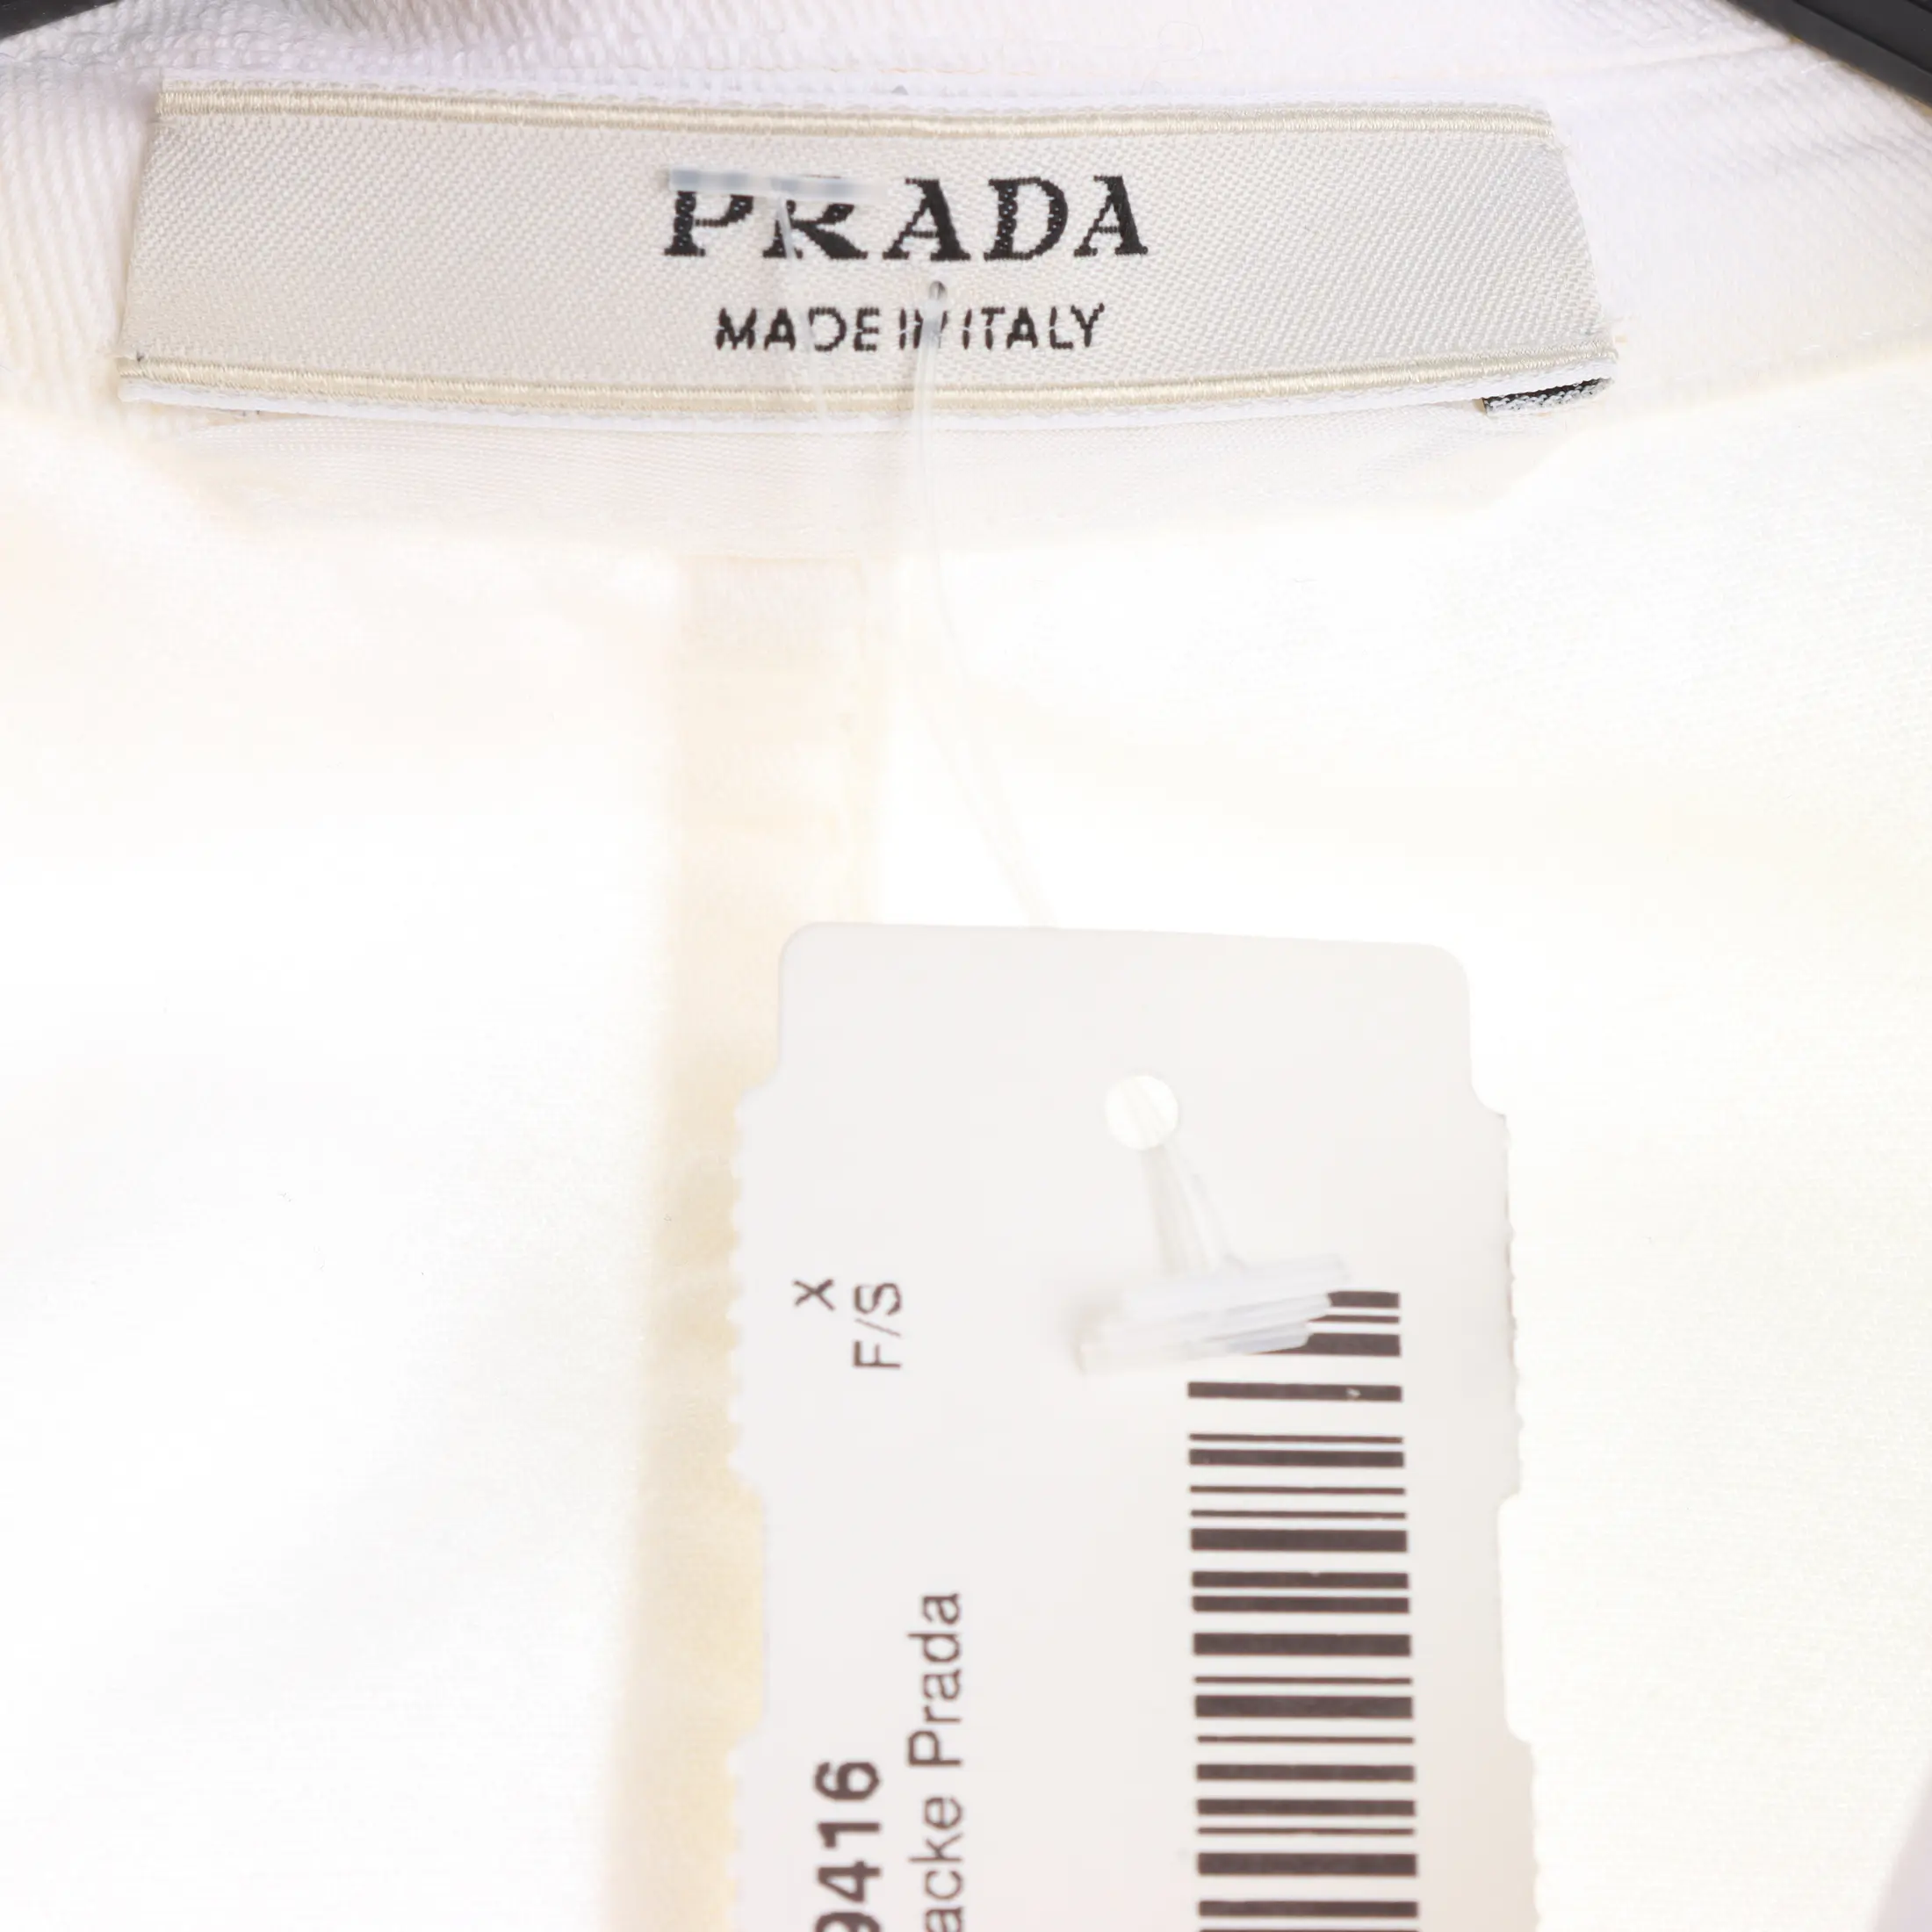 PRADA
MADE IN ITALY
X
F/S
9416
acke Prada